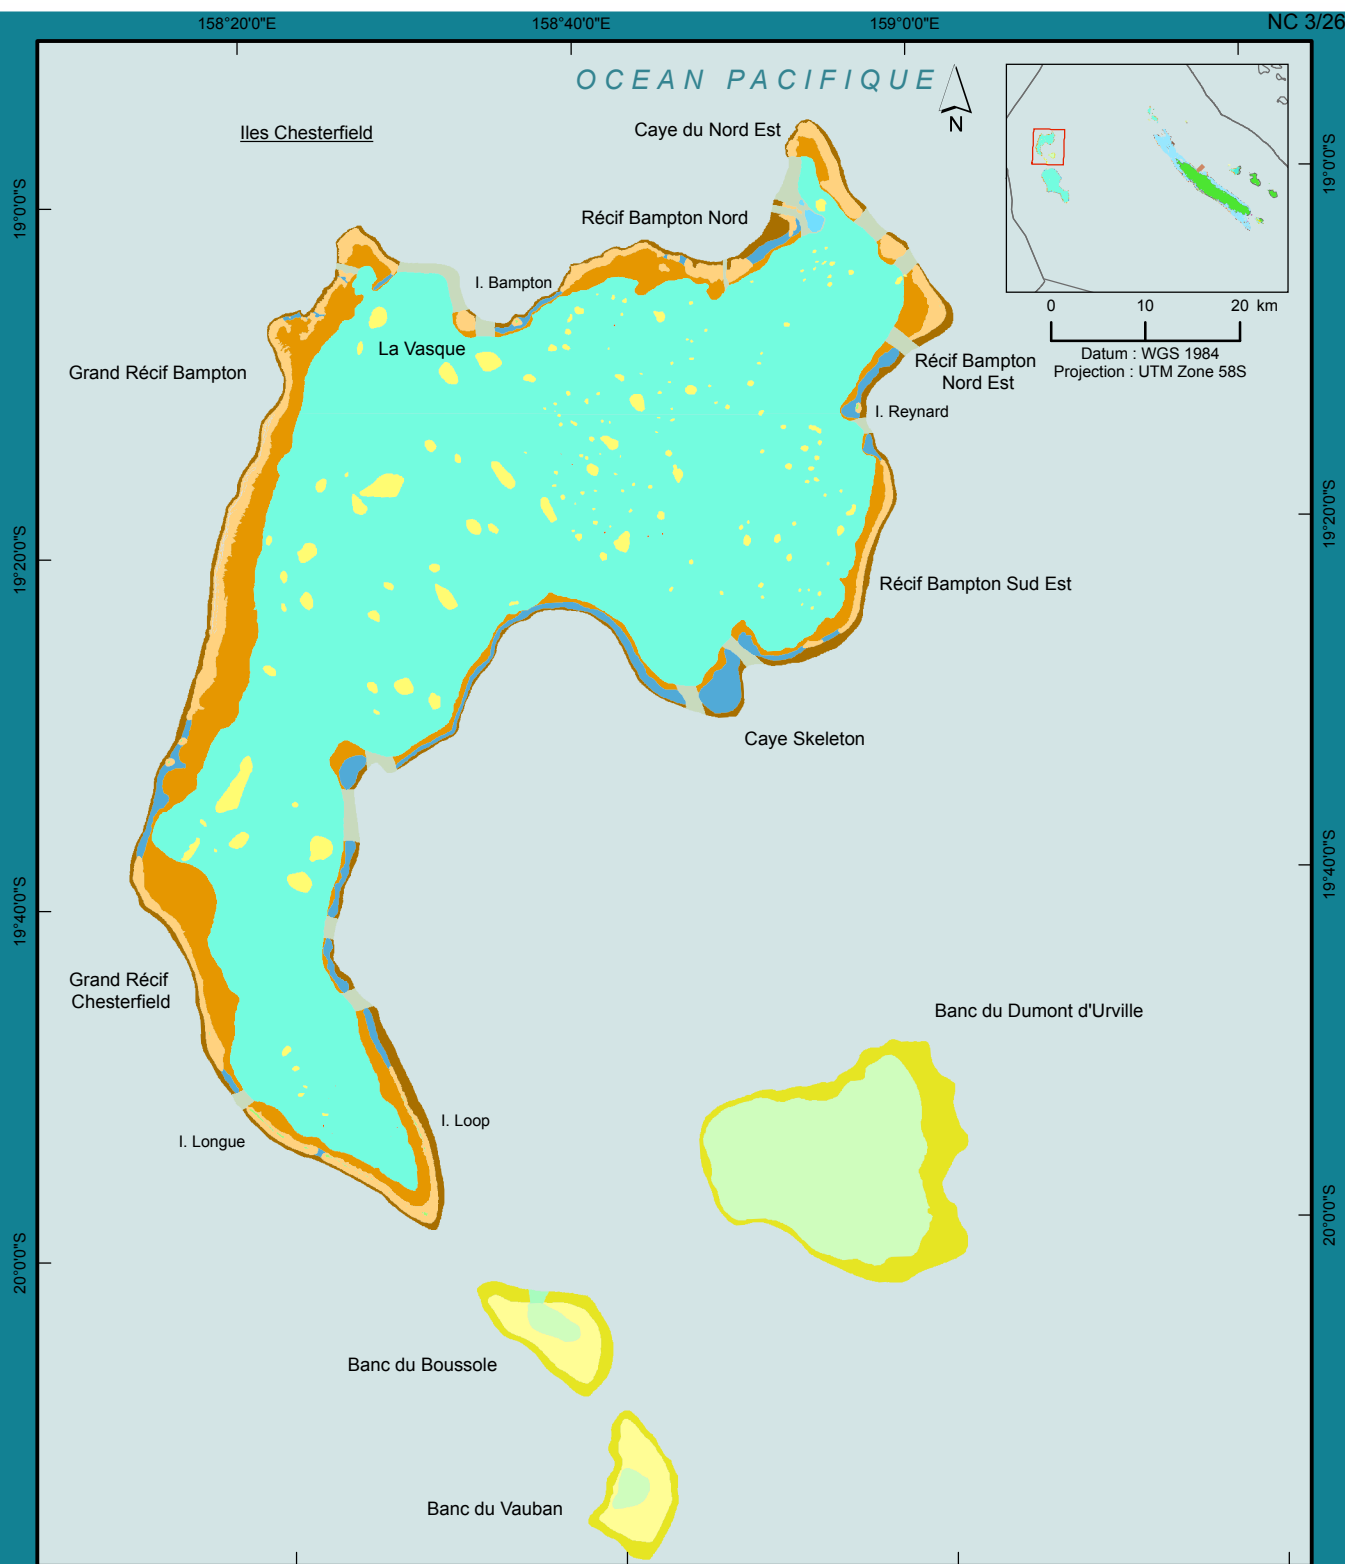 158°20'0"E
158°40'0"E
159°0'0"E
NC 3/26
OCEAN PACIFIQUE
N
Iles Chesterfield
Caye du Nord Est
19°0'0"S
19°0'0"S
Récif Bampton Nord
I. Bampton
0 10 20 km
Datum : WGS 1984
Projection : UTM Zone 58S
La Vasque
Grand Récif Bampton
Récif Bampton
Nord Est
I. Reynard
19°20'0"S
19°20'0"S
Récif Bampton Sud Est
Caye Skeleton
19°40'0"S
19°40'0"S
Grand Récif
Chesterfield
Banc du Dumont d'Urville
I. Loop
I. Longue
20°0'0"S
20°0'0"S
Banc du Boussole
Banc du Vauban